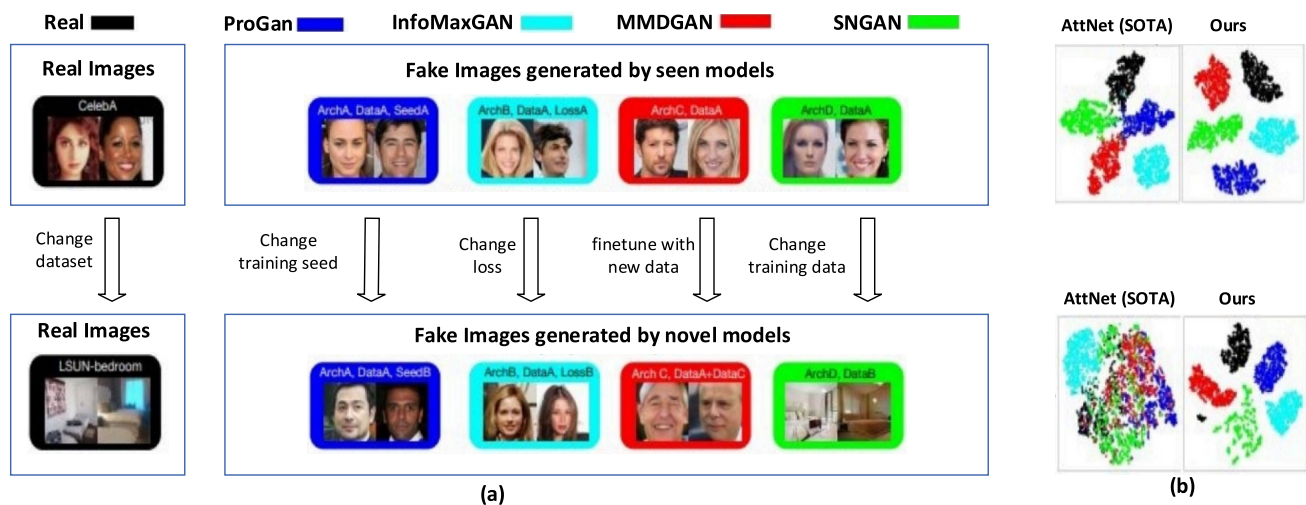 Real ProGan InfoMaxGAN MMDGAN SNGAN
AttNet (SOTA) Ours
Real Images
CelebA
Fake Images generated by seen models
ArchA, DataA, SeedA
ArchB, DataA, LossA
ArchC, DataA
ArchD, DataA
Change
dataset
Change
training seed
Change
loss
finetune with
new data
Change
training data
AttNet (SOTA) Ours
Real Images
LSUN-bedroom
Fake Images generated by novel models
ArchA, DataA, SeedB
ArchB, DataA, LossB
Arch C, DataA+DataC
ArchD, DataB
(a)
(b)